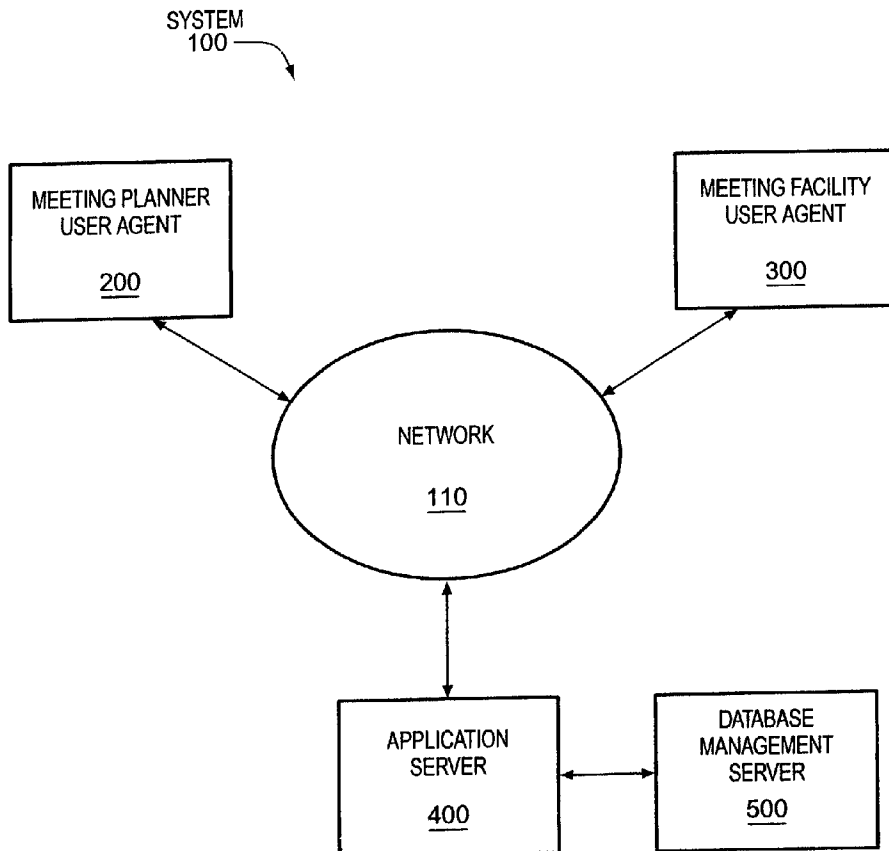 SYSTEM
100
MEETING PLANNER
USER AGENT
200
MEETING FACILITY
USER AGENT
300
NETWORK
110
APPLICATION
SERVER
400
DATABASE
MANAGEMENT
SERVER
500